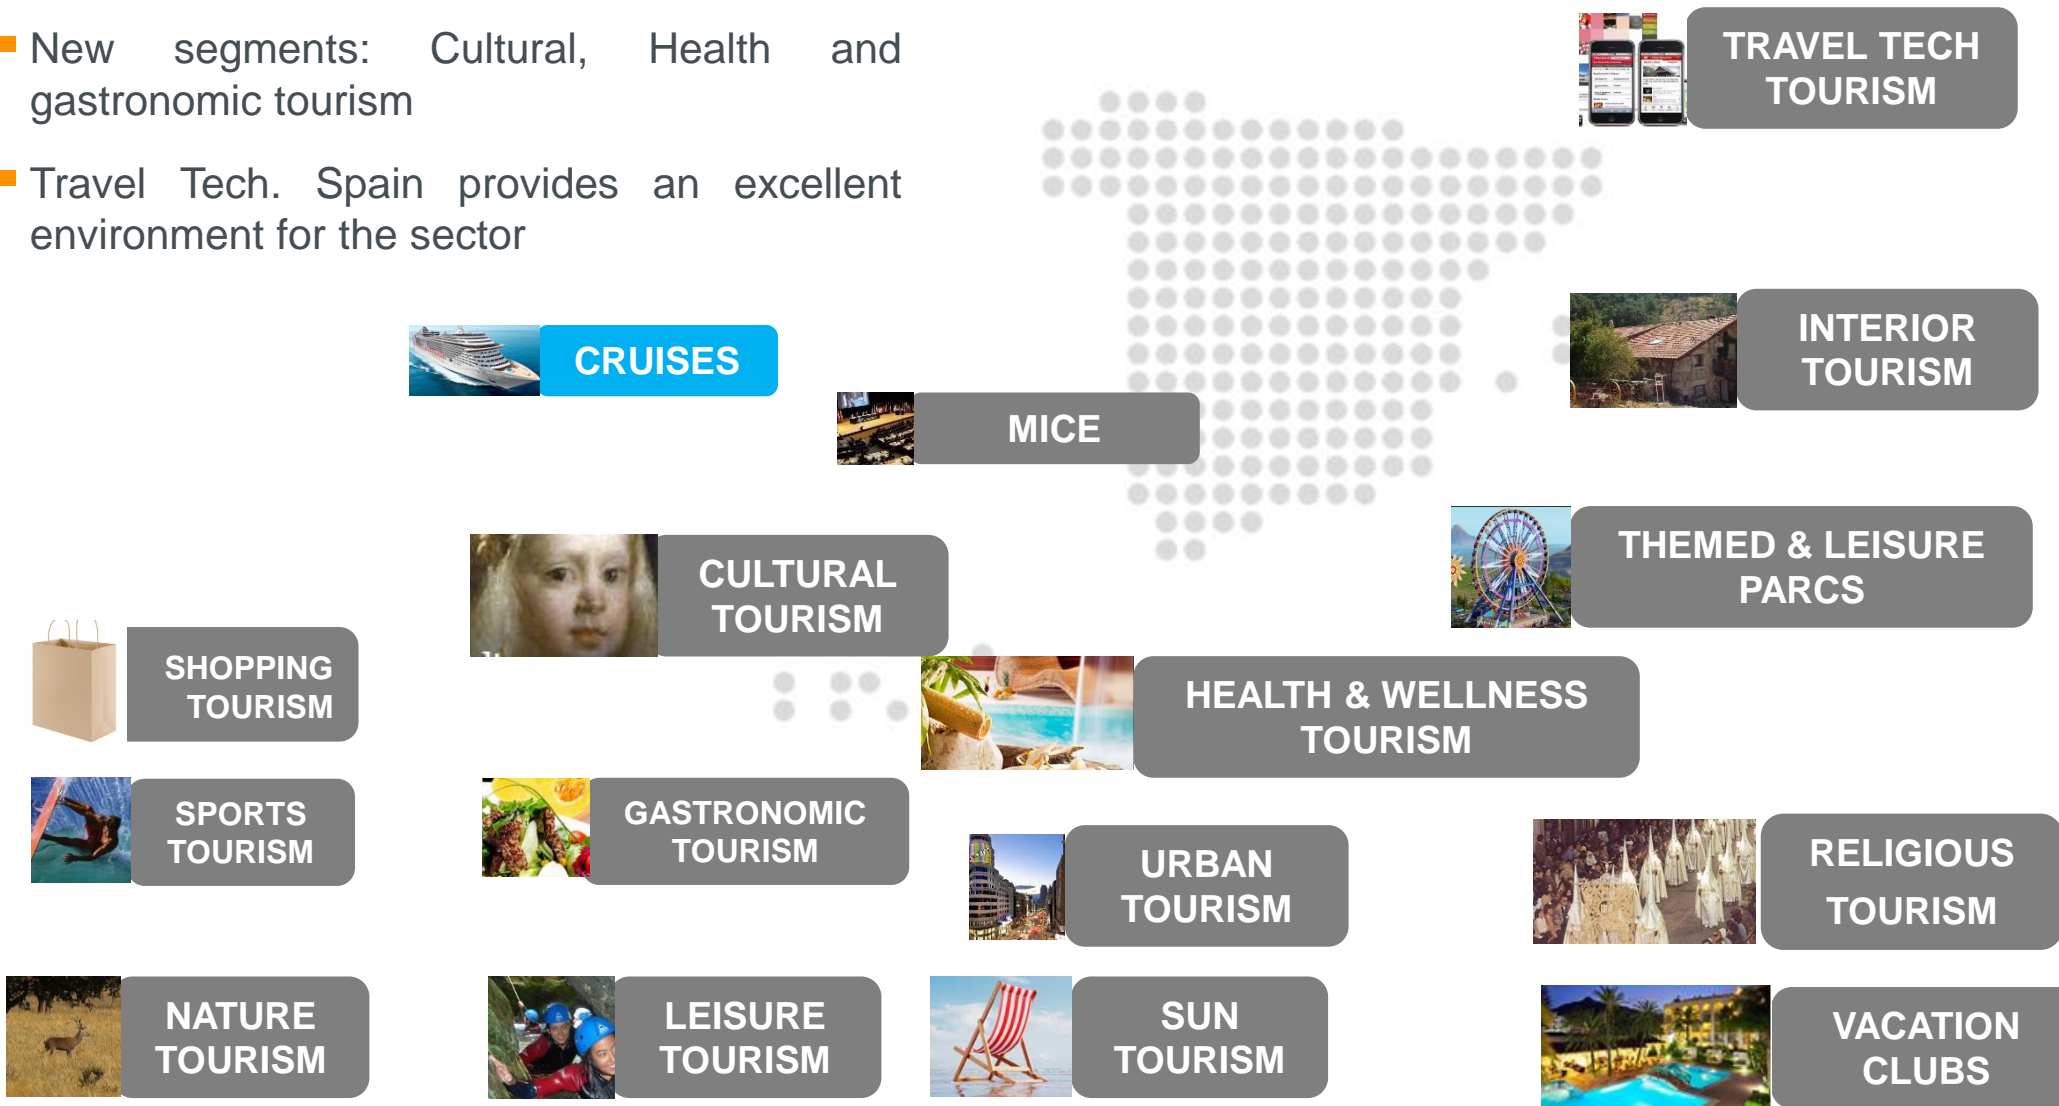 New segments: Cultural, Health and
gastronomic tourism
Travel Tech. Spain provides an excellent
environment for the sector
TRAVEL TECH
TOURISM
INTERIOR
TOURISM
CRUISES
MICE
THEMED & LEISURE
PARCS
CULTURAL
TOURISM
SHOPPING
TOURISM
HEALTH & WELLNESS
TOURISM
SPORTS
TOURISM
GASTRONOMIC
TOURISM
URBAN
TOURISM
RELIGIOUS
TOURISM
NATURE
TOURISM
LEISURE
TOURISM
SUN
TOURISM
VACATION
CLUBS